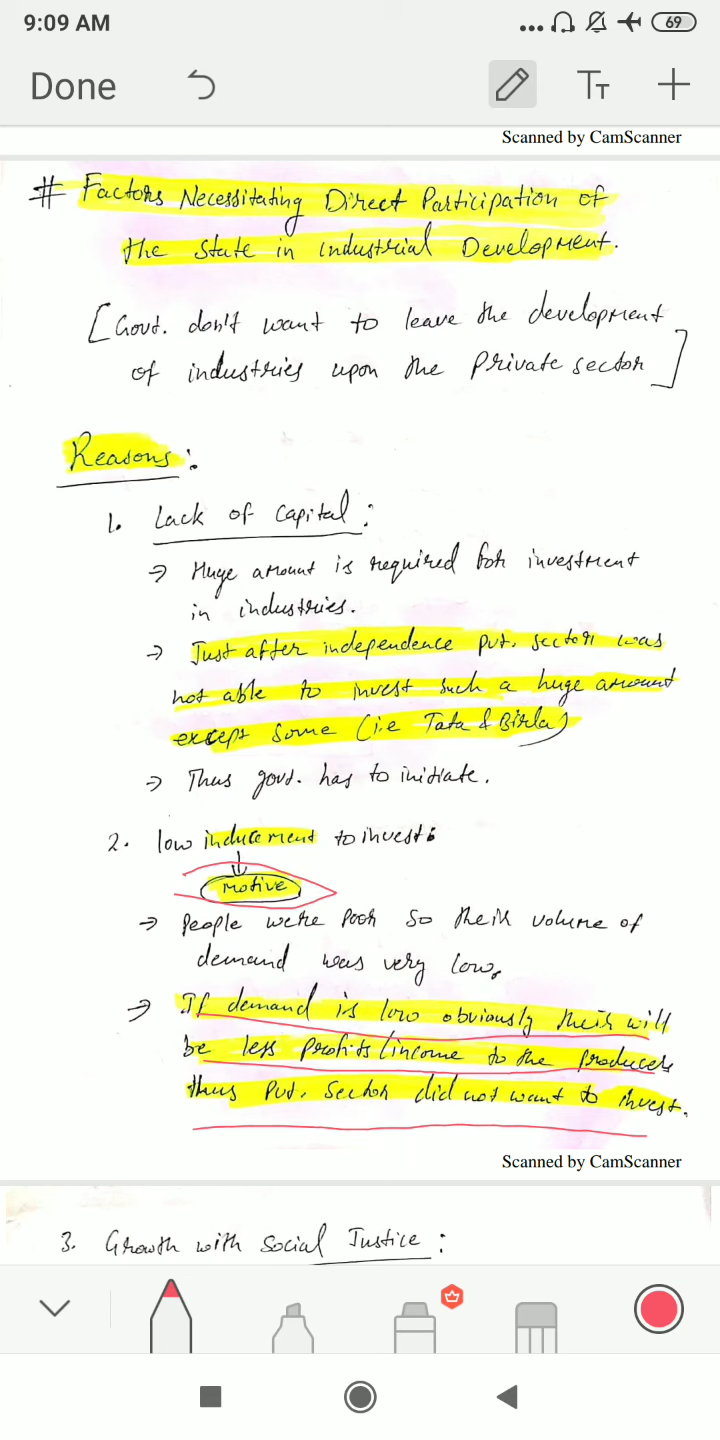 9:09 AM
69
Done
TT
Scanned by CamScanner
# Factors Necessitating Direct Participation of
the State in Industrial Development.
[Govt. don't want to leave the development
of industries upon the Private sector]
Reasons:
1. Lack of Capital:
→ Huge amount is required for investment
in industries.
→ Just after independence pvt. sector was
not able to invest such a huge amount
except some (i.e Tata & Birla)
→ Thus govt. has to initiate.
2. low inducement to invest:
↓
Motive
→ People were poor so their volume of
demand was very low.
→ If demand is low obviously their will
be less profits/income to the producers
thus Pvt. Sector did not want to invest.
Scanned by CamScanner
3. Growth with Social Justice: